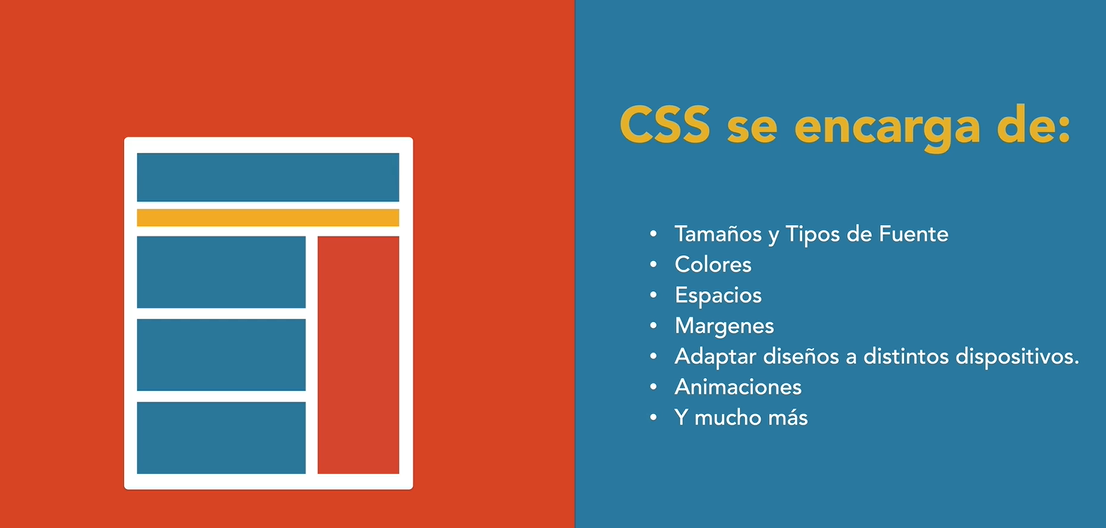 CSS se encarga de:
• Tamaños y Tipos de Fuente
• Colores
• Espacios
• Margenes
• Adaptar diseños a distintos dispositivos.
• Animaciones
• Y mucho más